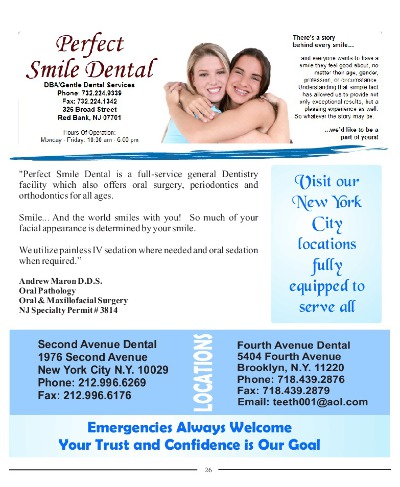 Perfect
Smile Dental
DBA/Gentle Dental Services
Phone: 732.224.9339
Fax: 732.224.1342
326 Broad Street
Red Bank, NJ 07701
Hours Of Operation:
Monday - Friday: 10:00 am - 6:00 pm
There's a story
behind every smile...
and everyone wants to have a
smile they feel good about, no
matter their age, gender,
profession, or circumstance.
Understanding that simple fact
has allowed us to provide not
only exceptional results, but a
pleasing experience as well.
So whatever the story may be,
...we'd like to be a
part of yours!
"Perfect Smile Dental is a full-service general Dentistry
facility which also offers oral surgery, periodontics and
orthodontics for all ages.
Smile... And the world smiles with you! So much of your
facial appearance is determined by your smile.
We utilize painless IV sedation where needed and oral sedation
when required."
Andrew Maron D.D.S.
Oral Pathology
Oral & Maxillofacial Surgery
NJ Specialty Permit # 3814
Visit our
New York
City
locations
fully
equipped to
serve all
Second Avenue Dental
1976 Second Avenue
New York City N.Y. 10029
Phone: 212.996.6269
Fax: 212.996.6176
LOCATIONS
Fourth Avenue Dental
5404 Fourth Avenue
Brooklyn, N.Y. 11220
Phone: 718.439.2876
Fax: 718.439.2879
Email: teeth001@aol.com
Emergencies Always Welcome
Your Trust and Confidence is Our Goal
26